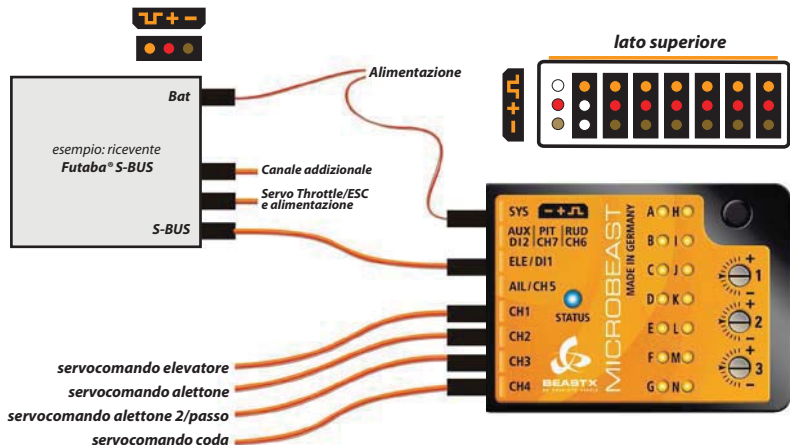 lato superiore
Alimentazione
Bat
esempio: ricevente
Futaba® S-BUS
Canale addizionale
Servo Throttle/ESC
e alimentazione
S-BUS
SYS
AUX | PIT | RUD
DI2 | CH7 | CH6
ELE/DI1
AIL/CH5
CH1
CH2
CH3
CH4
STATUS
BEASTX
MICROBEAST
MADE IN GERMANY
A H
B I
C J
D K
E L
F M
G N
+ 1 -
+ 2 -
+ 3 -
servocomando elevatore
servocomando alettone
servocomando alettone 2/passo
servocomando coda